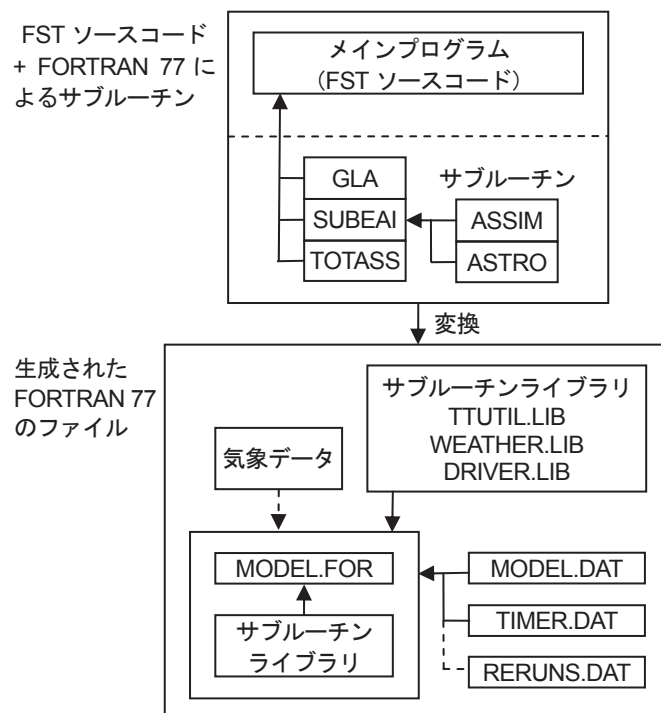 FST ソースコード
+ FORTRAN 77 に
よるサブルーチン
メインプログラム
(FST ソースコード)
GLA
サブルーチン
SUBEAI
ASSIM
TOTASS
ASTRO
変換
生成された
FORTRAN 77
のファイル
サブルーチンライブラリ
TTUTIL.LIB
WEATHER.LIB
DRIVER.LIB
気象データ
MODEL.FOR
サブルーチン
ライブラリ
MODEL.DAT
TIMER.DAT
RERUNS.DAT